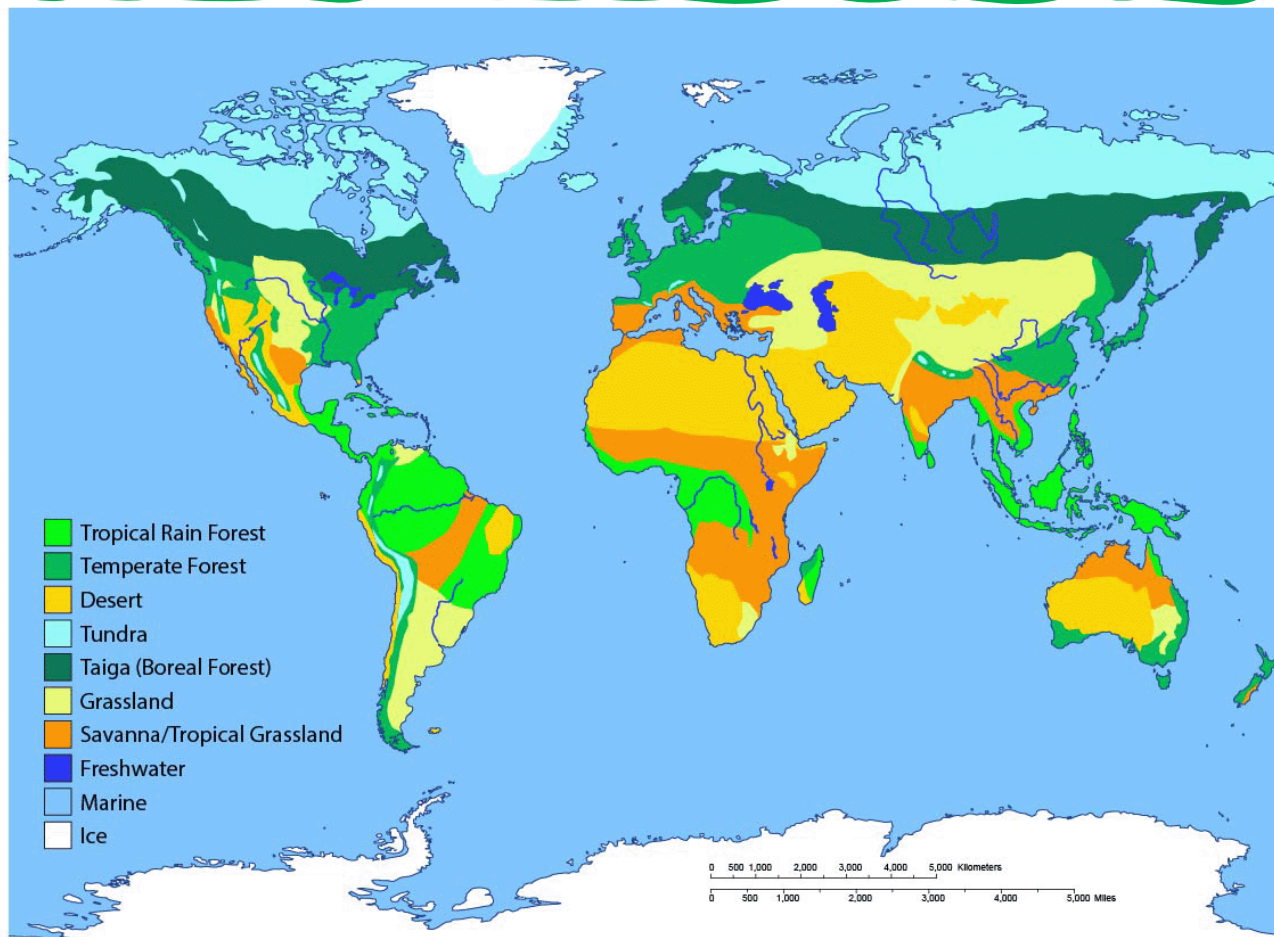 Tropical Rain Forest
Temperate Forest
Desert
Tundra
Taiga (Boreal Forest)
Grassland
Savanna/Tropical Grassland
Freshwater
Marine
Ice
0 500 1,000 2,000 3,000 4,000 5,000 Kilometers
0 500 1,000 2,000 3,000 4,000 5,000 Miles